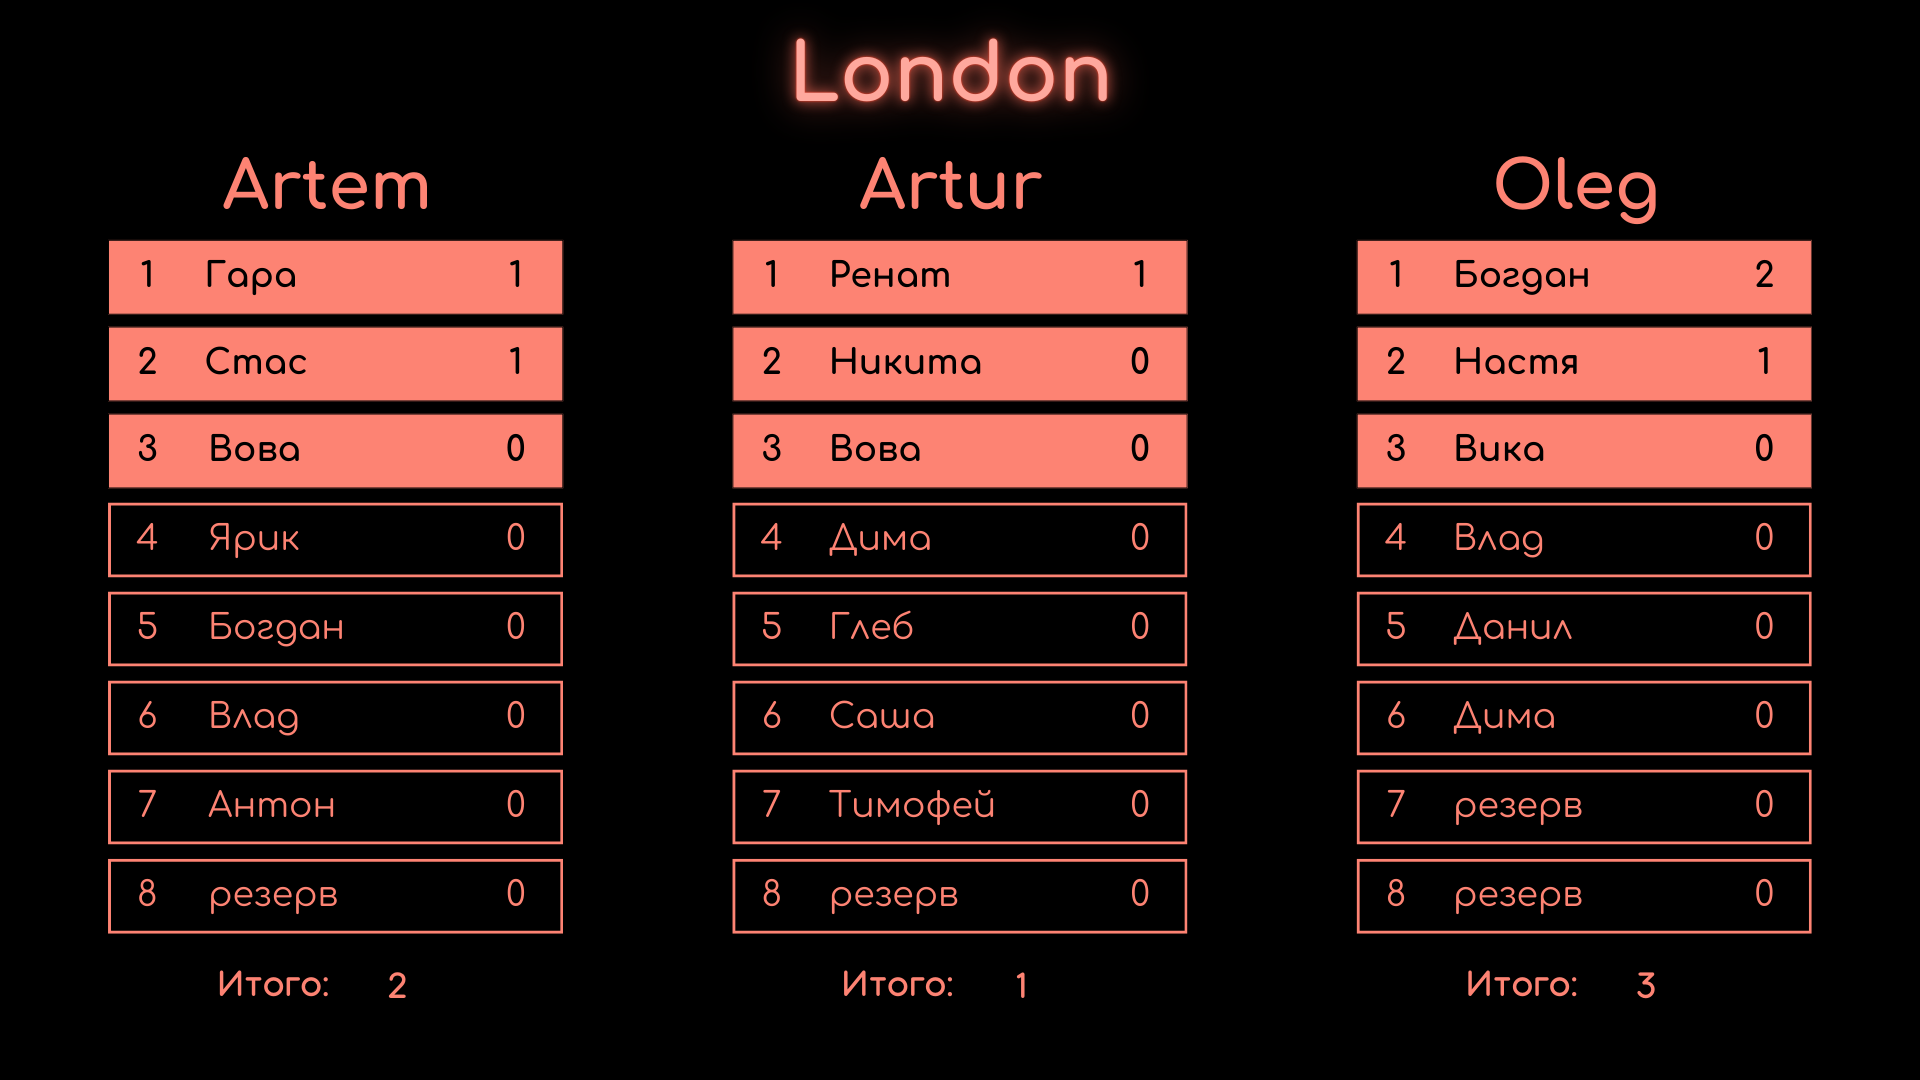 London
Artem
1 Гара 1
2 Стас 1
3 Вова 0
4 Ярик 0
5 Богдан 0
6 Влад 0
7 Антон 0
8 резерв 0
Итого: 2
Artur
1 Ренат 1
2 Никита 0
3 Вова 0
4 Дима 0
5 Глеб 0
6 Саша 0
7 Тимофей 0
8 резерв 0
Итого: 1
Oleg
1 Богдан 2
2 Настя 1
3 Вика 0
4 Влад 0
5 Данил 0
6 Дима 0
7 резерв 0
8 резерв 0
Итого: 3